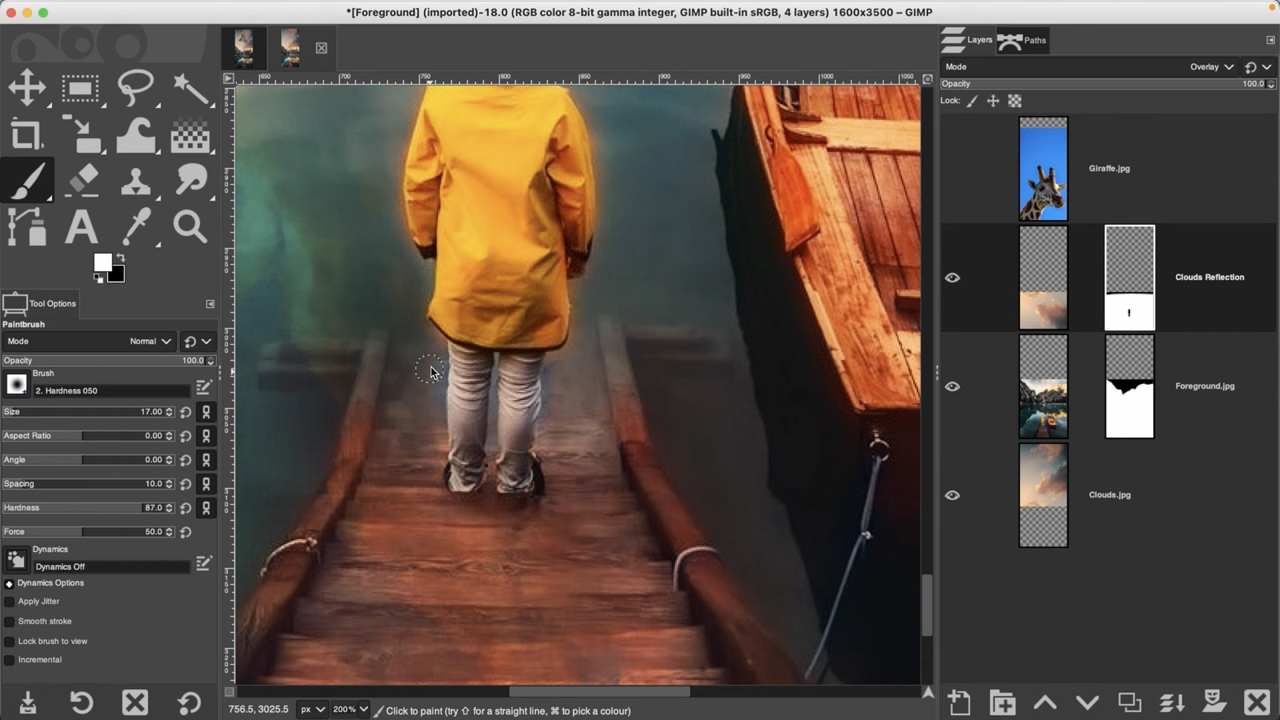 *[Foreground] (imported)-18.0 (RGB color 8-bit gamma integer, GIMP built-in sRGB, 4 layers) 1600x3500 – GIMP
Layers
Paths
Mode
Overlay
Opacity
100.0
Lock:
Giraffe.jpg
Clouds Reflection
Foreground.jpg
Clouds.jpg
A
Tool Options
Paintbrush
Mode
Normal
Opacity
100.0
Brush
2. Hardness 050
Size
17.00
Aspect Ratio
0.00
Angle
0.00
Spacing
10.0
Hardness
87.0
Force
50.0
Dynamics
Dynamics Off
Dynamics Options
Apply Jitter
Smooth stroke
Lock brush to view
Incremental
650
700
750
800
850
900
950
1000
1050
756.5, 3025.5
px
200%
Click to paint (try ⇧ for a straight line, ⌘ to pick a colour)